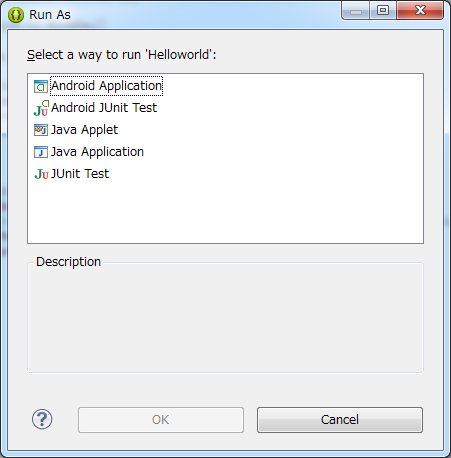 Run As
Select a way to run 'Helloworld':
Android Application
Android JUnit Test
Java Applet
Java Application
JUnit Test
Description
OK
Cancel